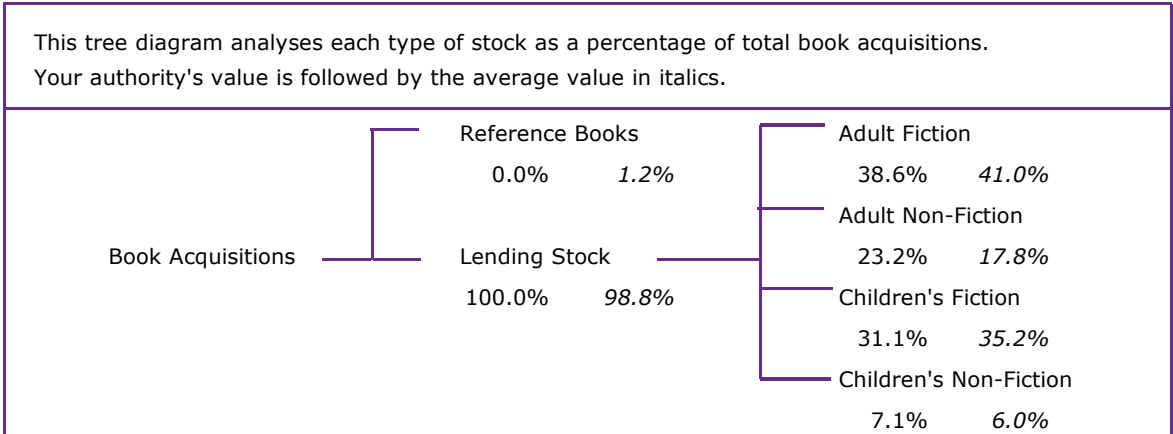 This tree diagram analyses each type of stock as a percentage of total book acquisitions.
Your authority's value is followed by the average value in italics.
Reference Books
0.0% 1.2%
Book Acquisitions
Lending Stock
100.0% 98.8%
Adult Fiction
38.6% 41.0%
Adult Non-Fiction
23.2% 17.8%
Children's Fiction
31.1% 35.2%
Children's Non-Fiction
7.1% 6.0%